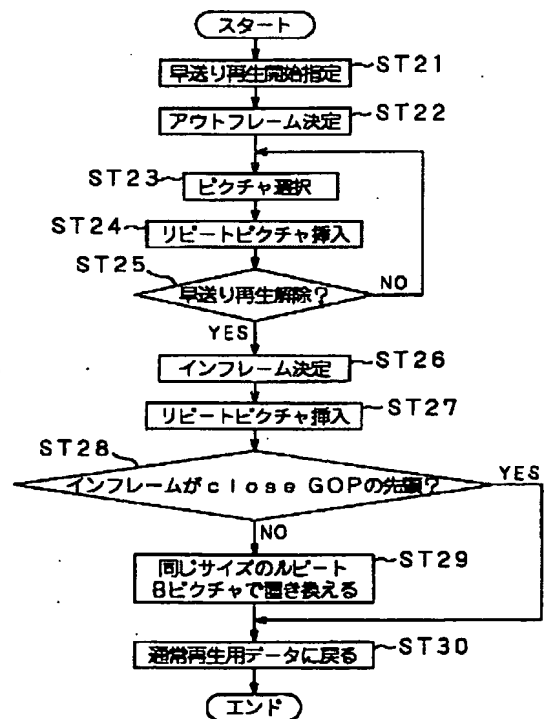 スタート
早送り再生開始指定 ST21
アウトフレーム決定 ST22
ST23 ピクチャ選択
ST24 リピートピクチャ挿入
ST25
早送り再生解除? NO
YES
インフレーム決定 ST26
リピートピクチャ挿入 ST27
ST28
インフレームがclose GOPの先頭? YES
NO
同じサイズのルピート ST29
Bピクチャで置き換える
通常再生用データに戻る ST30
エンド